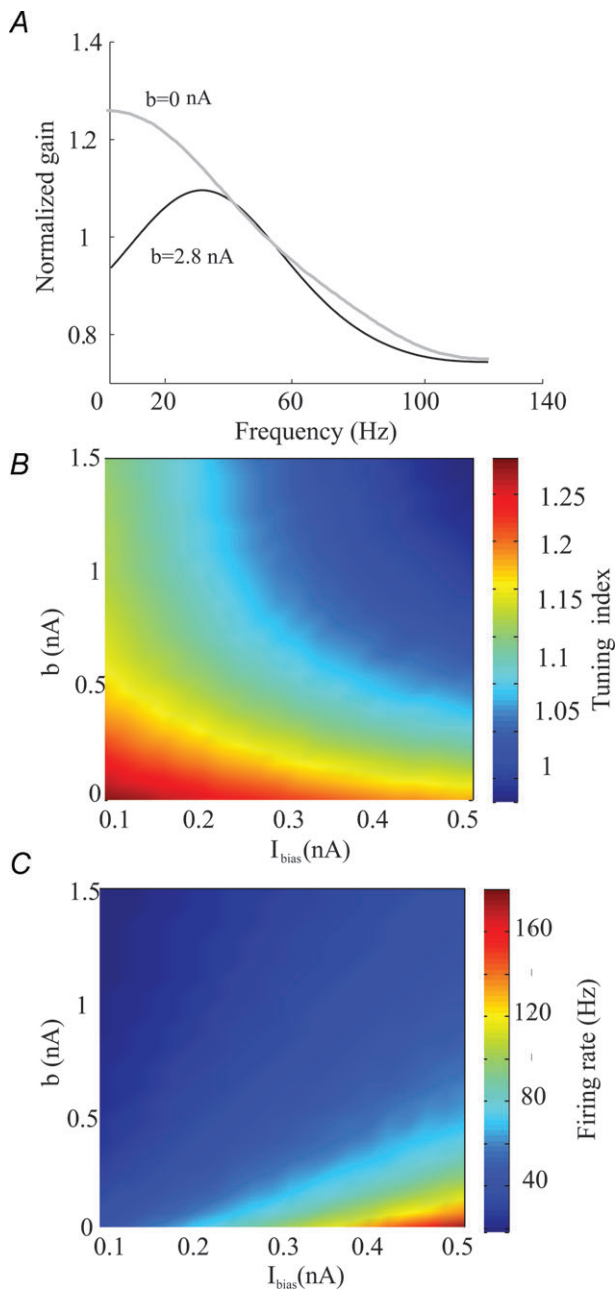 A
1.4
1.2
1
0.8
Normalized gain
b=0 nA
b=2.8 nA
0 20 60 100 140
Frequency (Hz)
B
1.5
1
0.5
0
b (nA)
0.1 0.2 0.3 0.4 0.5
I_bias(nA)
1.25
1.2
1.15
1.1
1.05
1
Tuning index
C
1.5
1
0.5
0
b (nA)
0.1 0.2 0.3 0.4 0.5
I_bias(nA)
160
120
80
40
Firing rate (Hz)